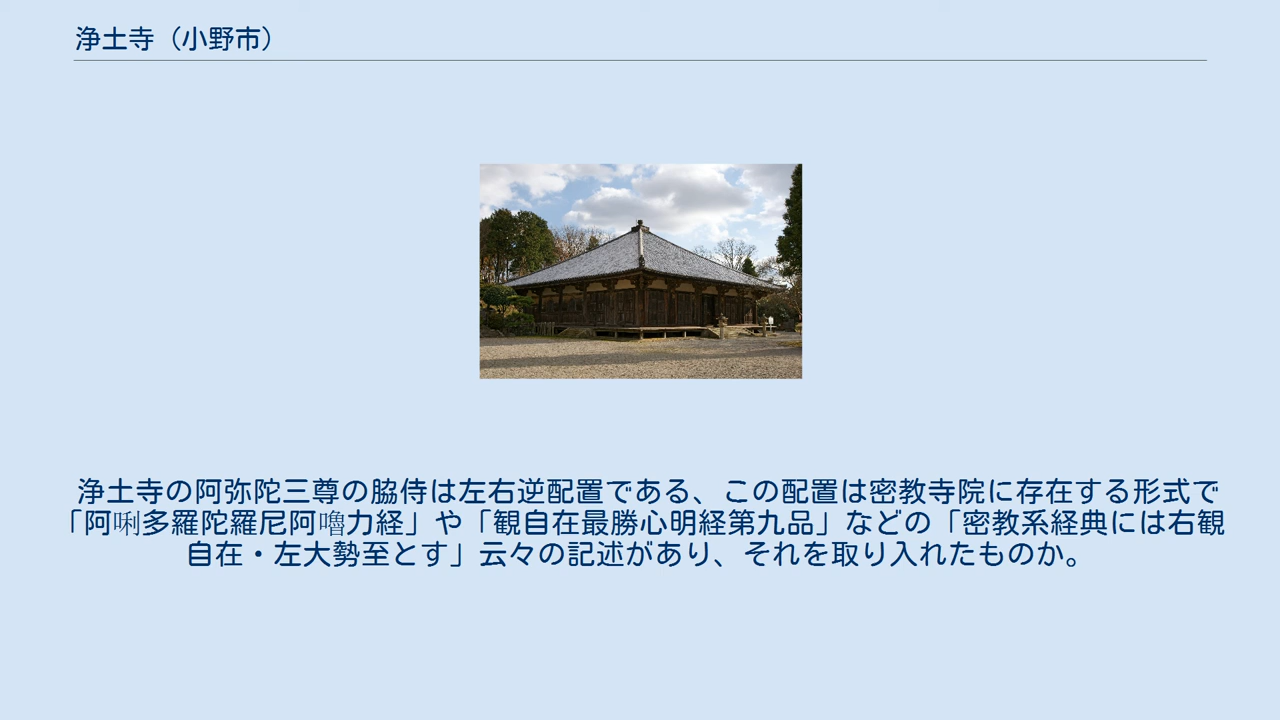 浄土寺（小野市）
浄土寺の阿弥陀三尊の脇侍は左右逆配置である、この配置は密教寺院に存在する形式で
「阿唎多羅陀羅尼阿嚕力経」や「観自在最勝心明経第九品」などの「密教系経典には右観
自在・左大勢至とす」云々の記述があり、それを取り入れたものか。